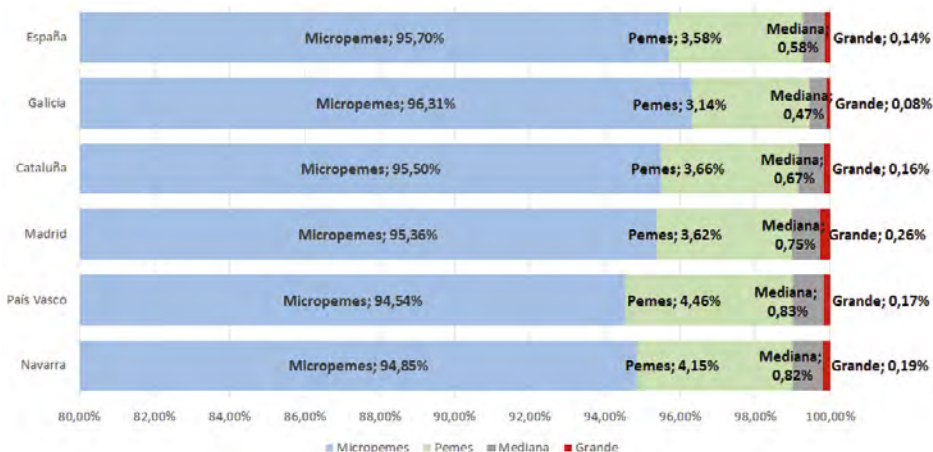 España
Micropemes; 95,70%
Pemes; 3,58%
Mediana;
0,58%
Grande; 0,14%
Galicia
Micropemes; 96,31%
Pemes; 3,14%
Mediana;
0,47%
Grande; 0,08%
Cataluña
Micropemes; 95,50%
Pemes; 3,66%
Mediana;
0,67%
Grande; 0,16%
Madrid
Micropemes; 95,36%
Pemes; 3,62%
Mediana;
0,75%
Grande; 0,26%
País Vasco
Micropemes; 94,54%
Pemes; 4,46%
Mediana;
0,83%
Grande; 0,17%
Navarra
Micropemes; 94,85%
Pemes; 4,15%
Mediana;
0,82%
Grande; 0,19%
80,00% 82,00% 84,00% 86,00% 88,00% 90,00% 92,00% 94,00% 96,00% 98,00% 100,00%
Micropemes Pemes Mediana Grande